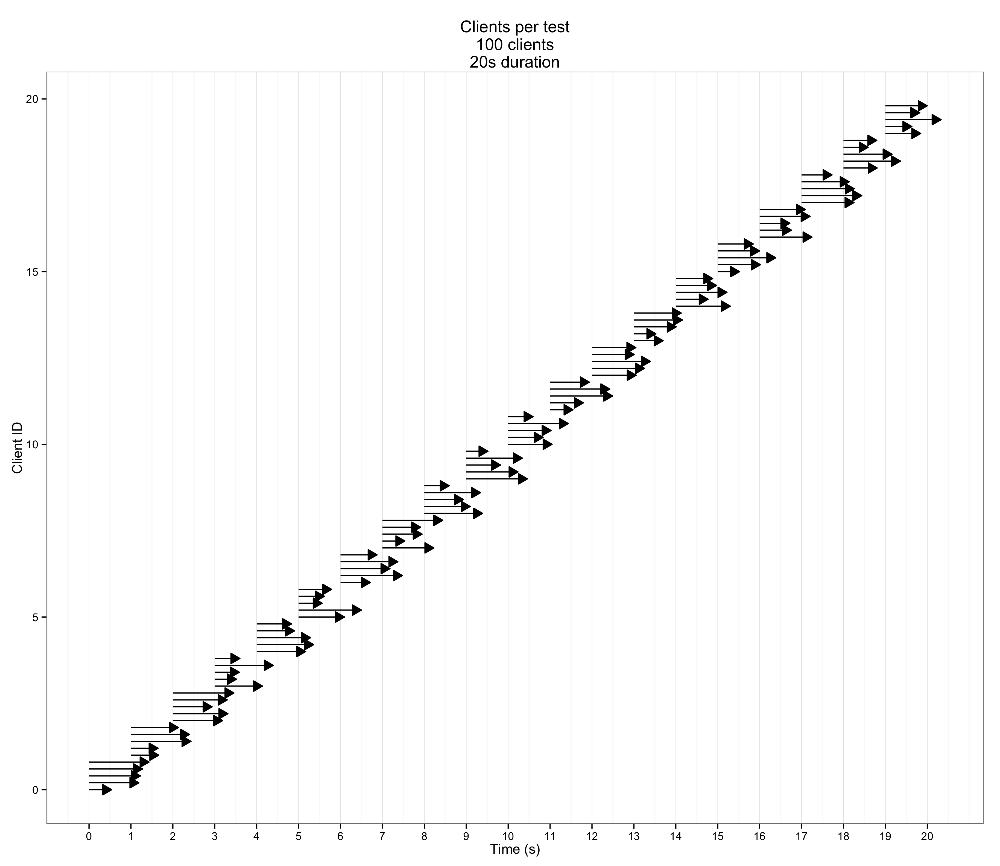 Clients per test
100 clients
20s duration
20
15
10
5
0
Client ID
0 1 2 3 4 5 6 7 8 9 10 11 12 13 14 15 16 17 18 19 20
Time (s)